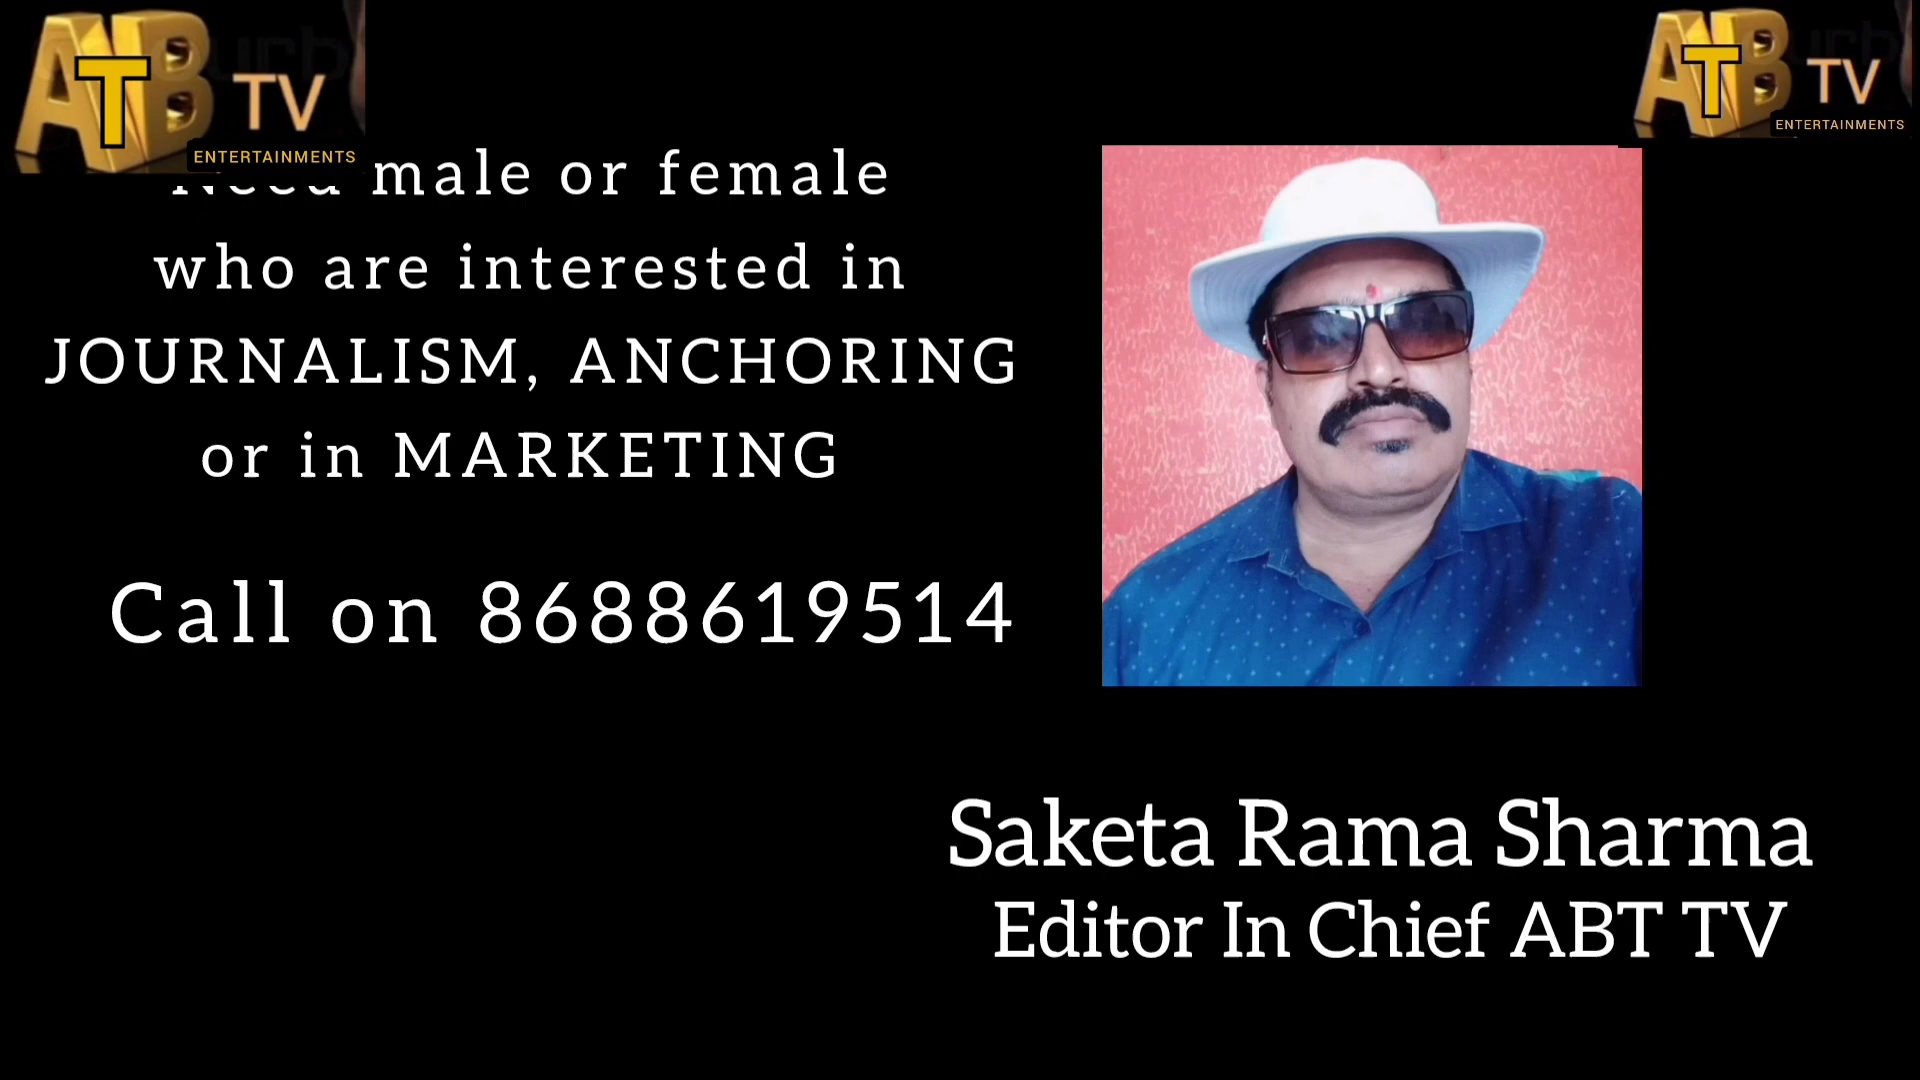 ATB TV
ENTERTAINMENTS
ATB TV
ENTERTAINMENTS
Need male or female
who are interested in
JOURNALISM, ANCHORING
or in MARKETING
Call on 8688619514
Saketa Rama Sharma
Editor In Chief ABT TV